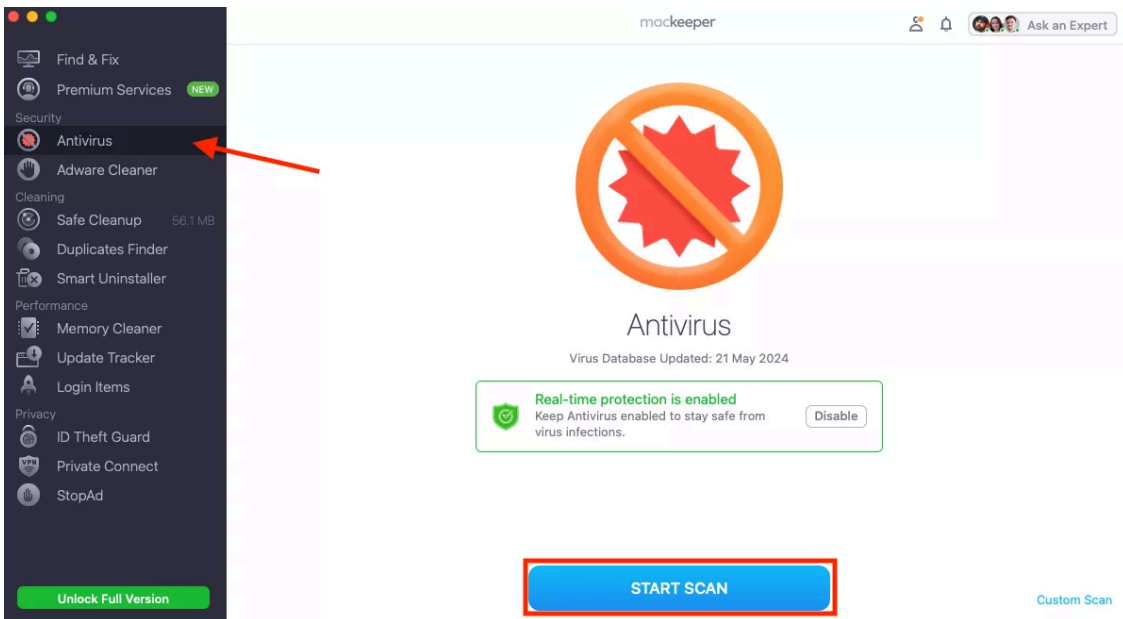 mackeeper
Ask an Expert
Find & Fix
Premium Services NEW
Security
Antivirus
Adware Cleaner
Cleaning
Safe Cleanup 56.1 MB
Duplicates Finder
Smart Uninstaller
Performance
Memory Cleaner
Update Tracker
Login Items
Privacy
ID Theft Guard
VPN
Private Connect
StopAd
Unlock Full Version
Antivirus
Virus Database Updated: 21 May 2024
Real-time protection is enabled
Keep Antivirus enabled to stay safe from
virus infections.
Disable
START SCAN
Custom Scan